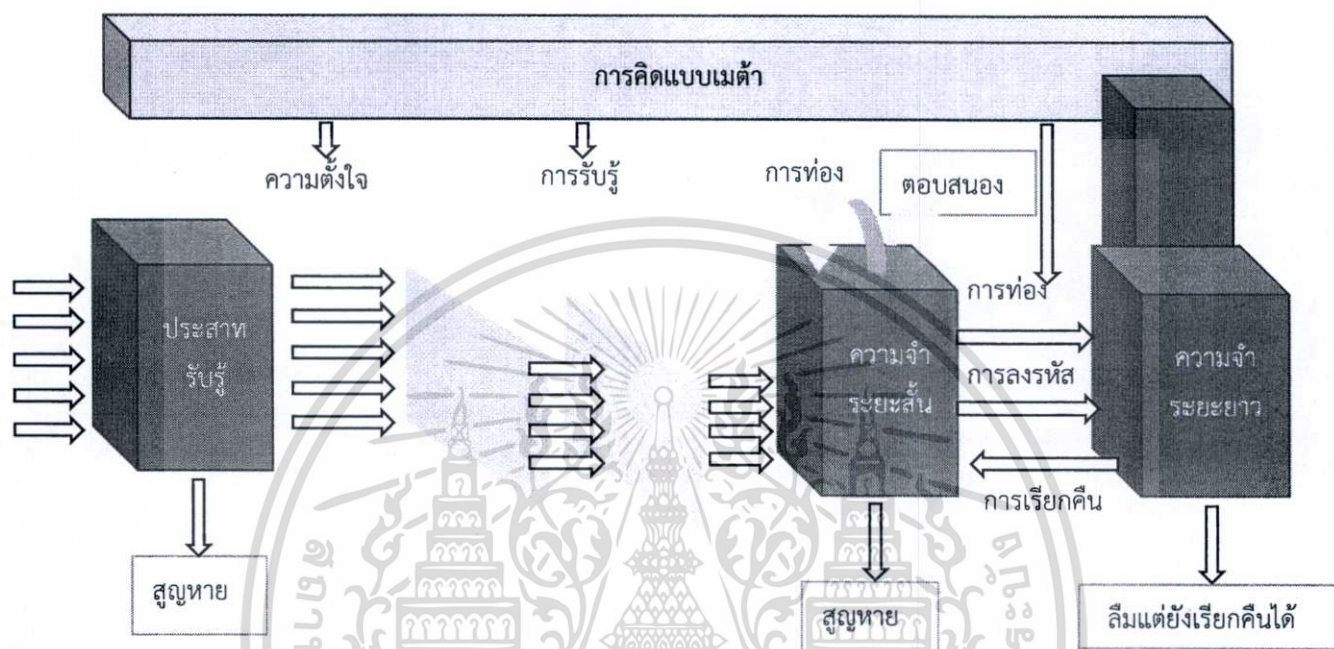 การคิดแบบเมต้า
ความตั้งใจ
การรับรู้
การท่อง
ตอบสนอง
ประสาท
รับรู้
ความจำ
ระยะสั้น
การท่อง
การลงรหัส
การเรียกคืน
ความจำ
ระยะยาว
สูญหาย
สูญหาย
ลืมแต่ยังเรียกคืนได้